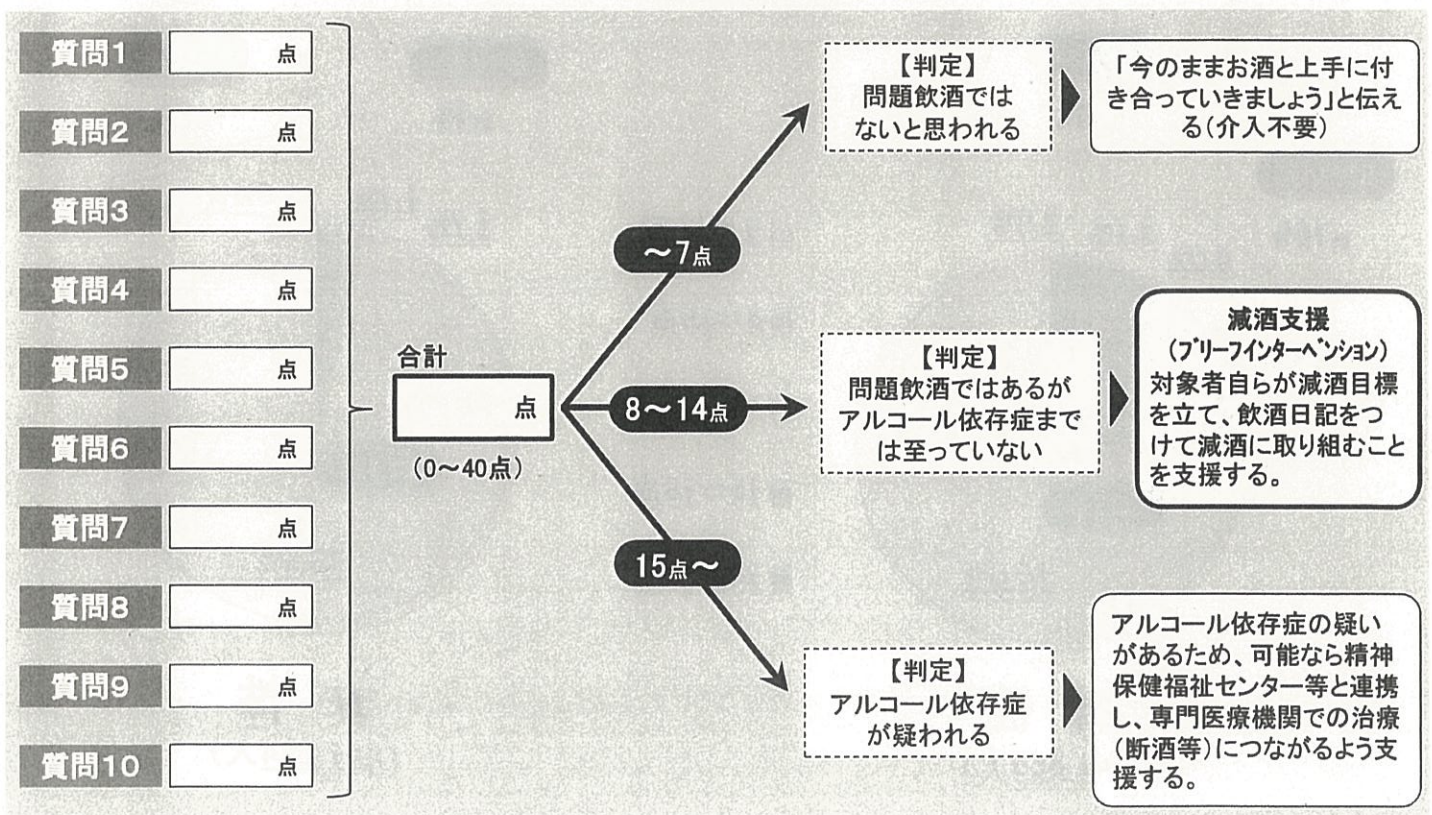 質問1 点
質問2 点
質問3 点
質問4 点
質問5 点
質問6 点
質問7 点
質問8 点
質問9 点
質問10 点
合計
点
(0～40点)
～7点
8～14点
15点～
【判定】
問題飲酒では
ないと思われる
「今のままお酒と上手に付
き合っていきましょう」と伝え
る(介入不要)
【判定】
問題飲酒ではあるが
アルコール依存症まで
は至っていない
減酒支援
(ブリーフインターベンション)
対象者自らが減酒目標
を立て、飲酒日記をつ
けて減酒に取り組むこと
を支援する。
【判定】
アルコール依存症
が疑われる
アルコール依存症の疑い
があるため、可能なら精神
保健福祉センター等と連携
し、専門医療機関での治療
(断酒等)につながるよう支
援する。